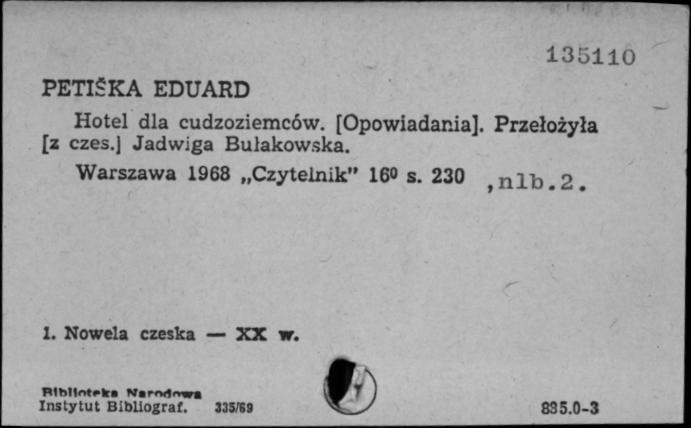 135110
PETIŠKA EDUARD
Hotel dla cudzoziemców. [Opowiadania]. Przełożyła
[z czes.] Jadwiga Bułakowska.
Warszawa 1968 „Czytelnik” 16⁰ s. 230 ,nlb.2.
1. Nowela czeska — XX w.
Biblioteka Narodowa
Instytut Bibliograf. 335/69 885.0-3